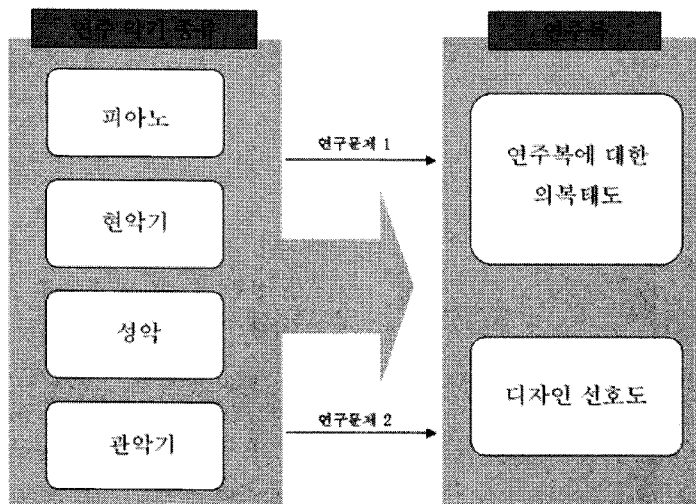 연주 악기 종류
연주복
피아노
현악기
성악
관악기
연구문제 1
연구문제 2
연주복에 대한
의복태도
디자인 선호도